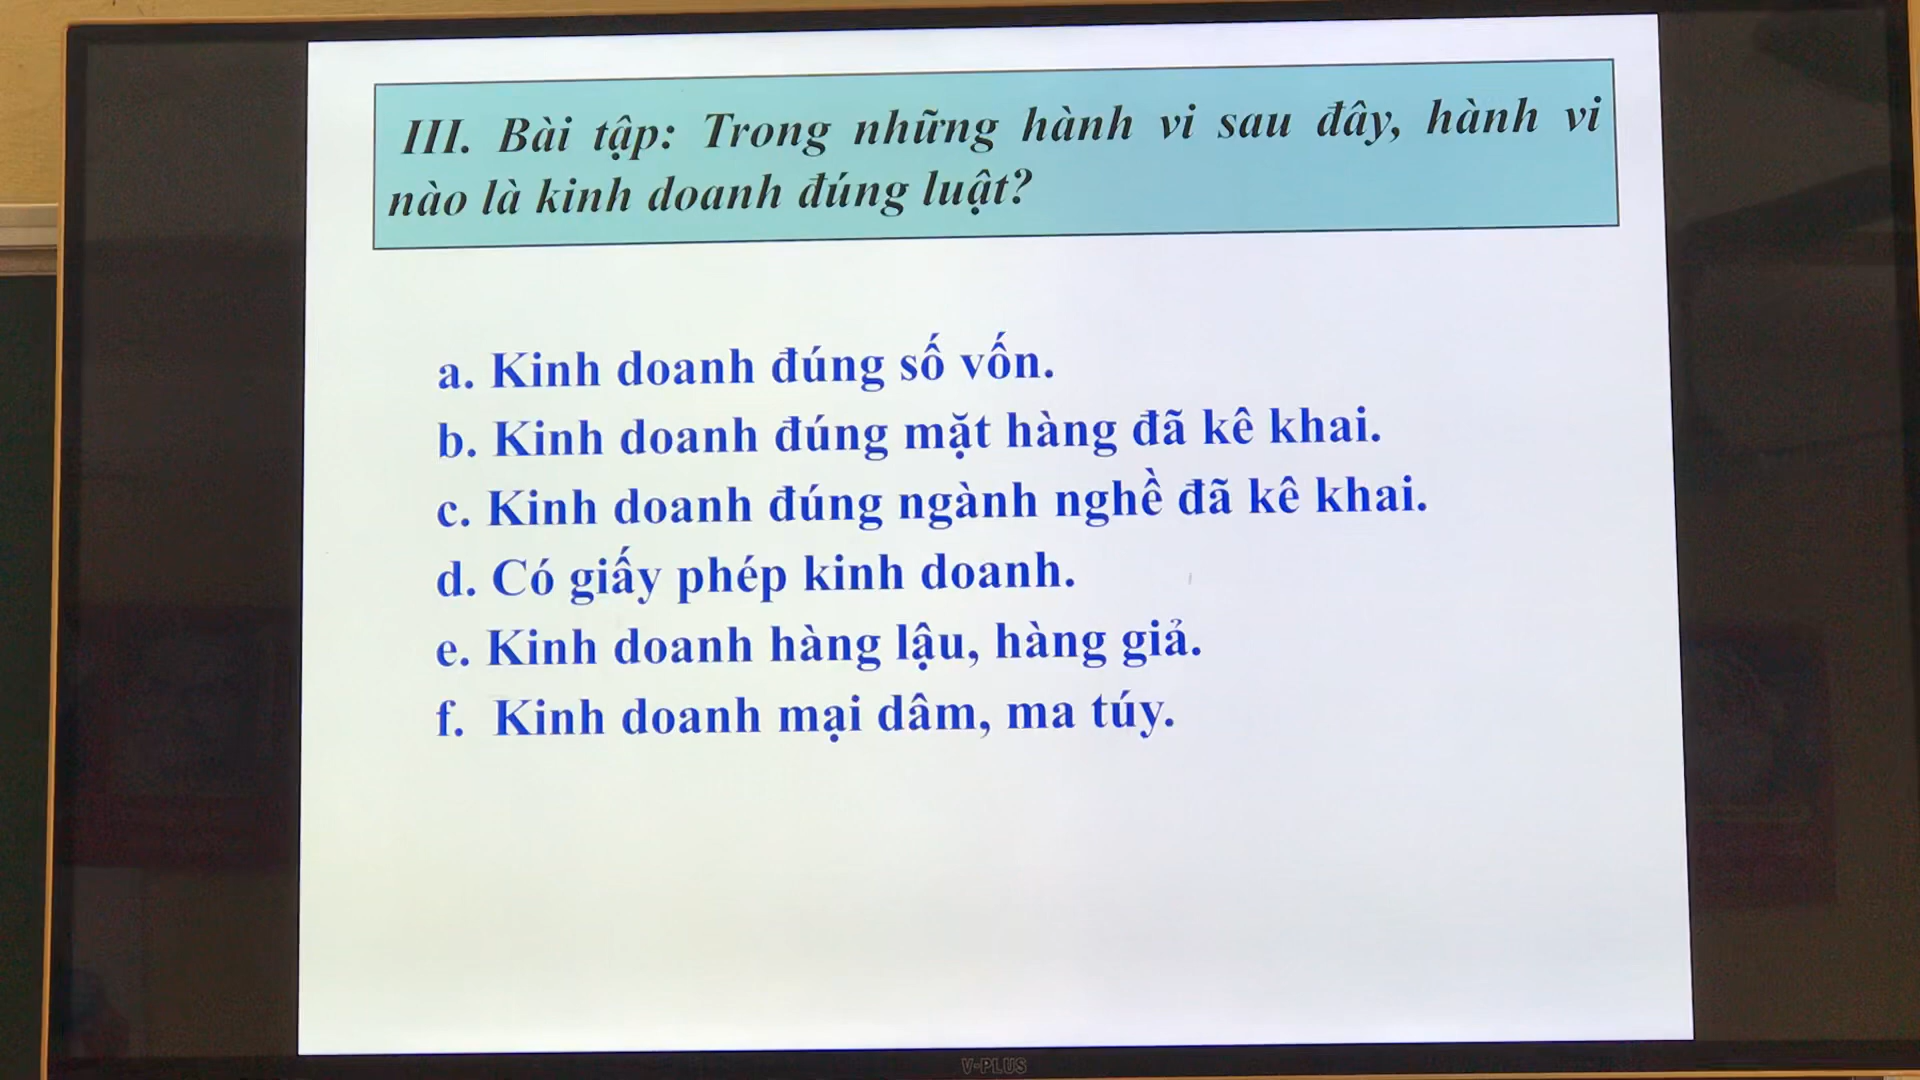 III. Bài tập: Trong những hành vi sau đây, hành vi
nào là kinh doanh đúng luật?
a. Kinh doanh đúng số vốn.
b. Kinh doanh đúng mặt hàng đã kê khai.
c. Kinh doanh đúng ngành nghề đã kê khai.
d. Có giấy phép kinh doanh.
e. Kinh doanh hàng lậu, hàng giả.
f. Kinh doanh mại dâm, ma túy.
V-PLUS